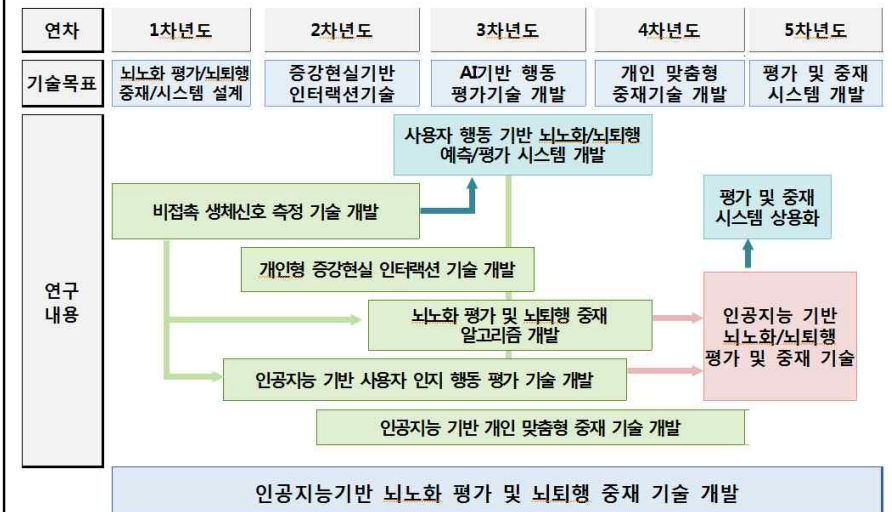 연차
1차년도
2차년도
3차년도
4차년도
5차년도
기술목표
뇌노화 평가/뇌퇴행
중재/시스템 설계
증강현실기반
인터랙션기술
AI기반 행동
평가기술 개발
개인 맞춤형
중재기술 개발
평가 및 중재
시스템 개발
연구
내용
사용자 행동 기반 뇌노화/뇌퇴행
예측/평가 시스템 개발
비접촉 생체신호 측정 기술 개발
평가 및 중재
시스템 상용화
개인형 증강현실 인터랙션 기술 개발
뇌노화 평가 및 뇌퇴행 중재
알고리즘 개발
인공지능 기반
뇌노화/뇌퇴행
평가 및 중재 기술
인공지능 기반 사용자 인지 행동 평가 기술 개발
인공지능 기반 개인 맞춤형 중재 기술 개발
인공지능기반 뇌노화 평가 및 뇌퇴행 중재 기술 개발